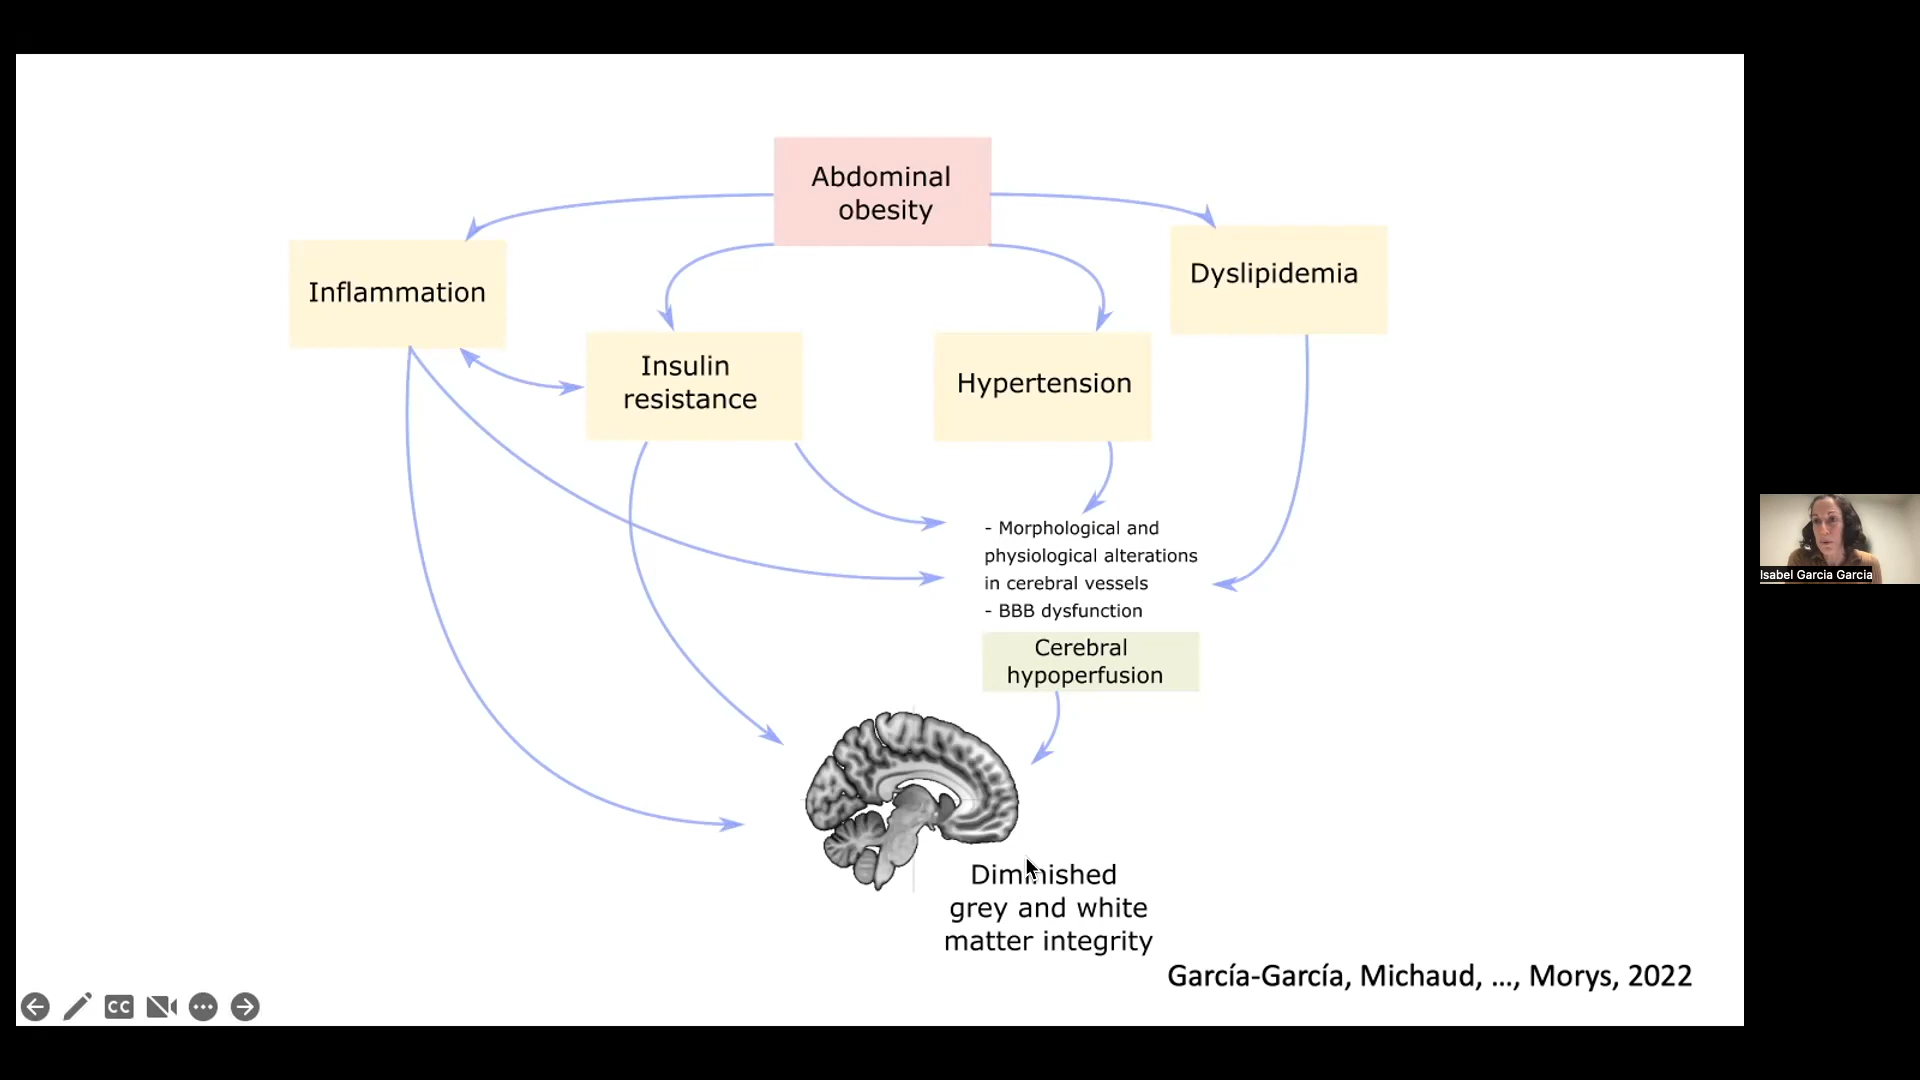 Abdominal
obesity
Inflammation
Dyslipidemia
Insulin
resistance
Hypertension
- Morphological and
physiological alterations
in cerebral vessels
- BBB dysfunction
Cerebral
hypoperfusion
Diminished
grey and white
matter integrity
García-García, Michaud, ..., Morys, 2022
CC
Isabel Garcia Garcia